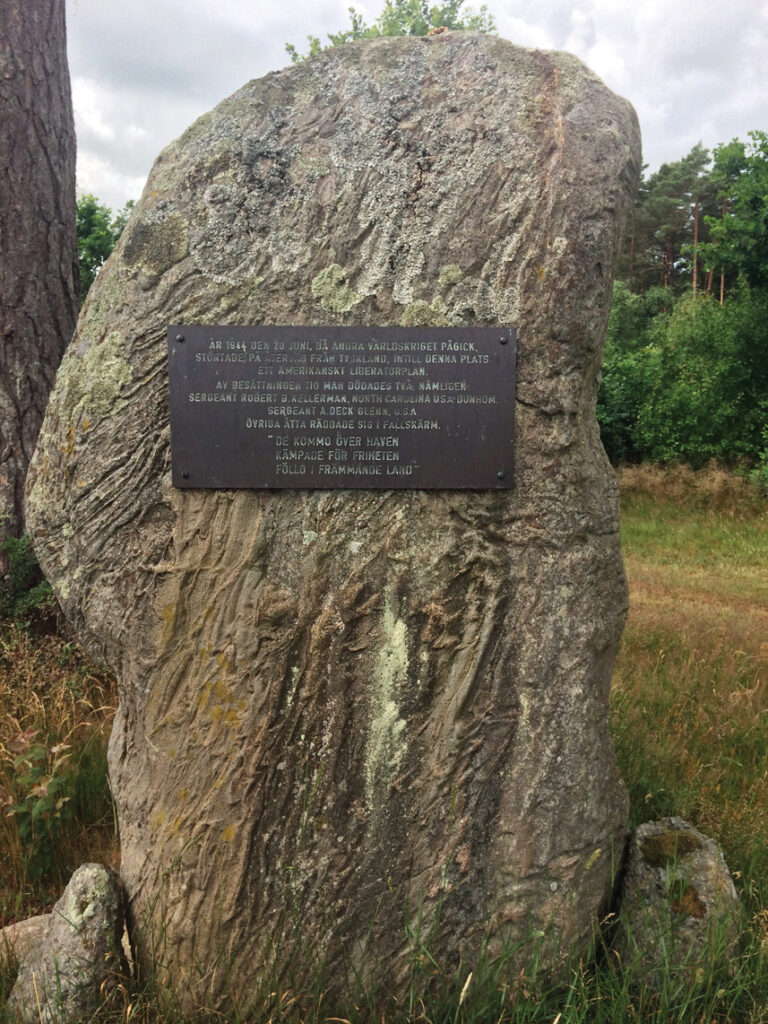 ÅR 1944 DEN 20 JUNI, DÅ ANDRA VÄRLDSKRIGET PÅGICK,
STÖRTADE, PÅ ÅTERVÄG FRÅN TYSKLAND, INTILL DENNA PLATS
ETT AMERIKANSKT LIBERATORPLAN.
AV BESÄTTNINGEN 110 MAN DÖDADES TVÅ, NÄMLIGEN:
SERGEANT ROBERT B. KELLERMAN, NORTH CAROLINA U.S.A. DUNHOM.
SERGEANT A. DECK GLENN, U.S.A.
ÖVRIGA ÅTTA RÄDDADE SIG I FALLSKÄRM.
"DE KOMMO ÖVER HAVEN
KÄMPADE FÖR FRIHETEN
FÖLLO I FRÄMMANDE LAND"